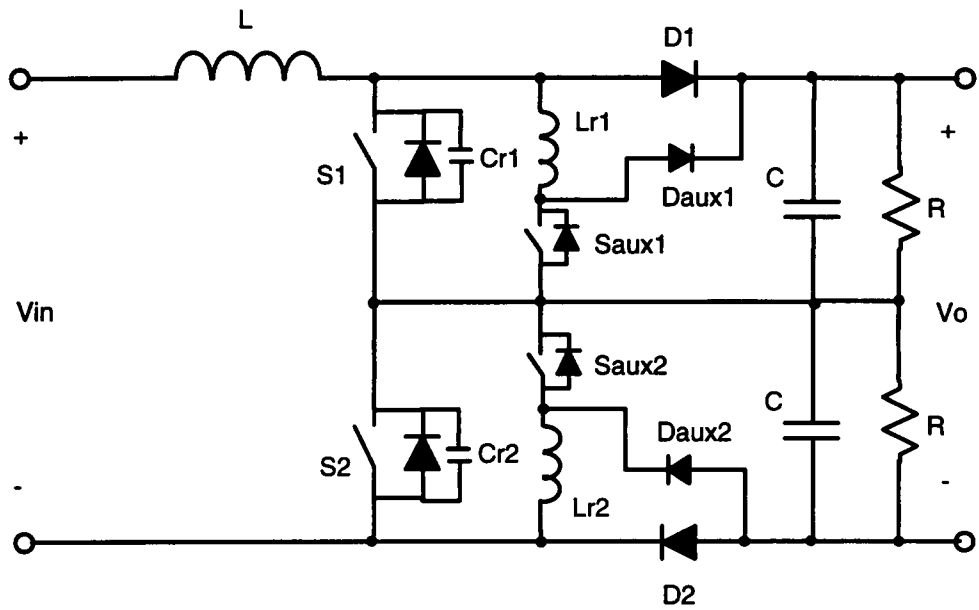 L
D1
+
S1
Cr1
Lr1
Daux1
C
+
R
Saux1
Vin
Vo
Saux2
-
S2
Cr2
Daux2
C
R
-
Lr2
D2